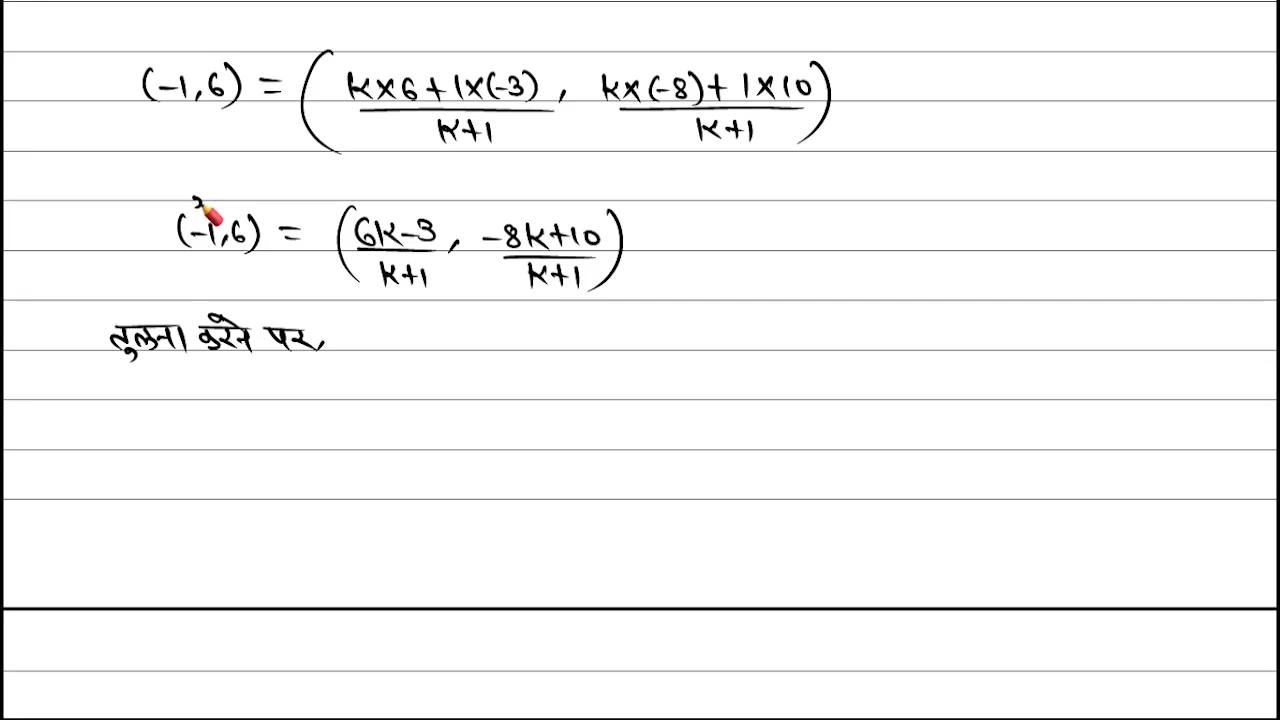 (-1,6) = ( k×6+1×(-3) / k+1 , k×(-8)+1×10 / k+1 )
(-1,6) = ( 6k-3 / k+1 , -8k+10 / k+1 )
तुलना करने पर,